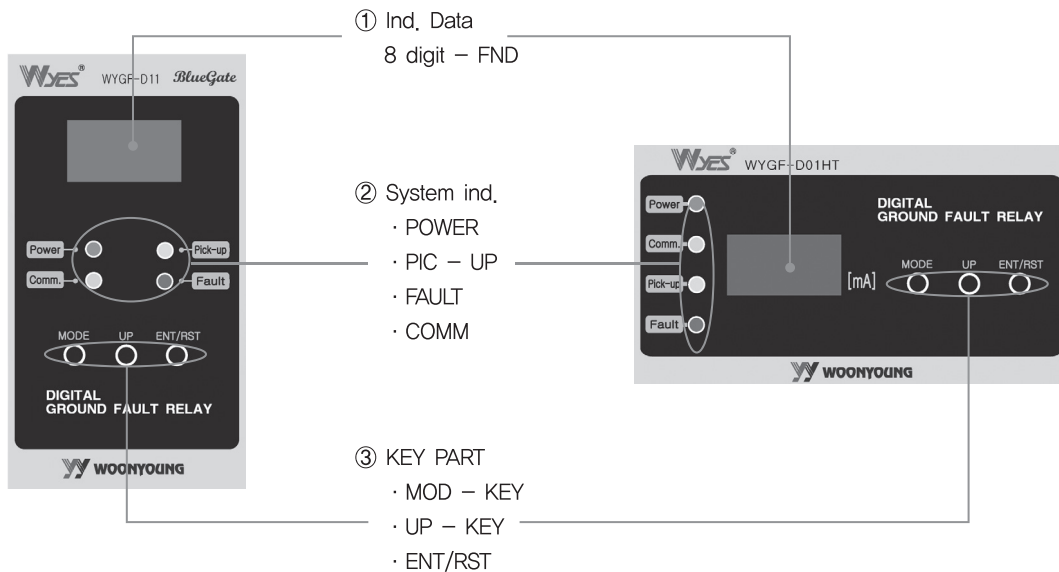 ① Ind. Data
8 digit - FND
WYES® WYGF-D11 BlueGate
Power
Pick-up
Comm.
Fault
MODE UP ENT/RST
DIGITAL
GROUND FAULT RELAY
WOONYOUNG
② System ind.
· POWER
· PIC - UP
· FAULT
· COMM
WYES® WYGF-D01HT
Power
Comm.
Pick-up
Fault
[mA]
DIGITAL
GROUND FAULT RELAY
MODE UP ENT/RST
WOONYOUNG
③ KEY PART
· MOD - KEY
· UP - KEY
· ENT/RST